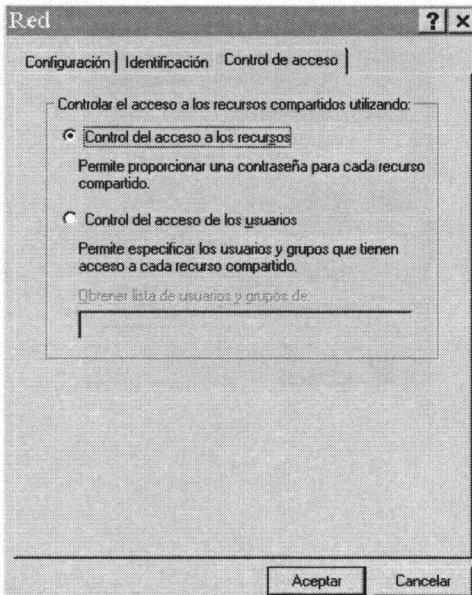 Red
Configuración Identificación Control de acceso
Controlar el acceso a los recursos compartidos utilizando:
Control del acceso a los recursos
Permite proporcionar una contraseña para cada recurso
compartido.
Control del acceso de los usuarios
Permite especificar los usuarios y grupos que tienen
acceso a cada recurso compartido.
Obtener lista de usuarios y grupos de:
Aceptar Cancelar